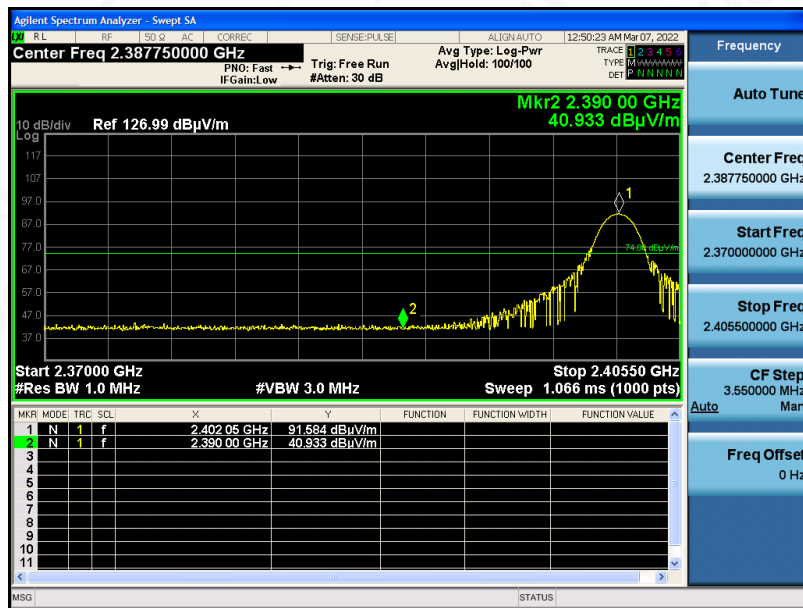 Agilent Spectrum Analyzer - Swept SA
LXI RL RF 50 Ω AC CORREC SENSE:PULSE ALIGN AUTO 12:50:23 AM Mar 07, 2022
Center Freq 2.387750000 GHz
PNO: Fast
IFGain:Low
Trig: Free Run
#Atten: 30 dB
Avg Type: Log-Pwr
Avg|Hold: 100/100
TRACE 1 2 3 4 5 6
TYPE M
DET P N N N N N
Frequency
Mkr2 2.390 00 GHz
40.933 dBµV/m
10 dB/div Ref 126.99 dBµV/m
Log
117
107
97.0
87.0
77.0
67.0
57.0
47.0
37.0
1
74.00 dBµV/m
2
Start 2.37000 GHz Stop 2.40550 GHz
#Res BW 1.0 MHz #VBW 3.0 MHz Sweep 1.066 ms (1000 pts)
MKR MODE TRC SCL X Y FUNCTION FUNCTION WIDTH FUNCTION VALUE
1 N 1 f 2.402 05 GHz 91.584 dBµV/m
2 N 1 f 2.390 00 GHz 40.933 dBµV/m
3
4
5
6
7
8
9
10
11
MSG STATUS
Auto Tune
Center Freq
2.387750000 GHz
Start Freq
2.370000000 GHz
Stop Freq
2.405500000 GHz
CF Step
3.550000 MHz
Auto Man
Freq Offset
0 Hz